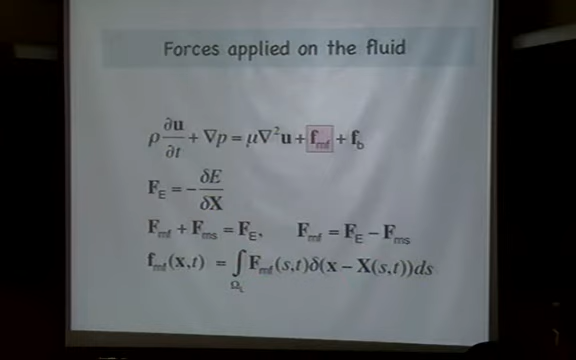 Forces applied on the fluid
ρ ∂u/∂t + ∇p = μ∇²u + f_mf + f_b
F_E = − δE/δX
F_mf + F_ms = F_E,   F_mf = F_E − F_ms
f_mf(x,t) = ∫_Ω_L F_mf(s,t)δ(x − X(s,t))ds